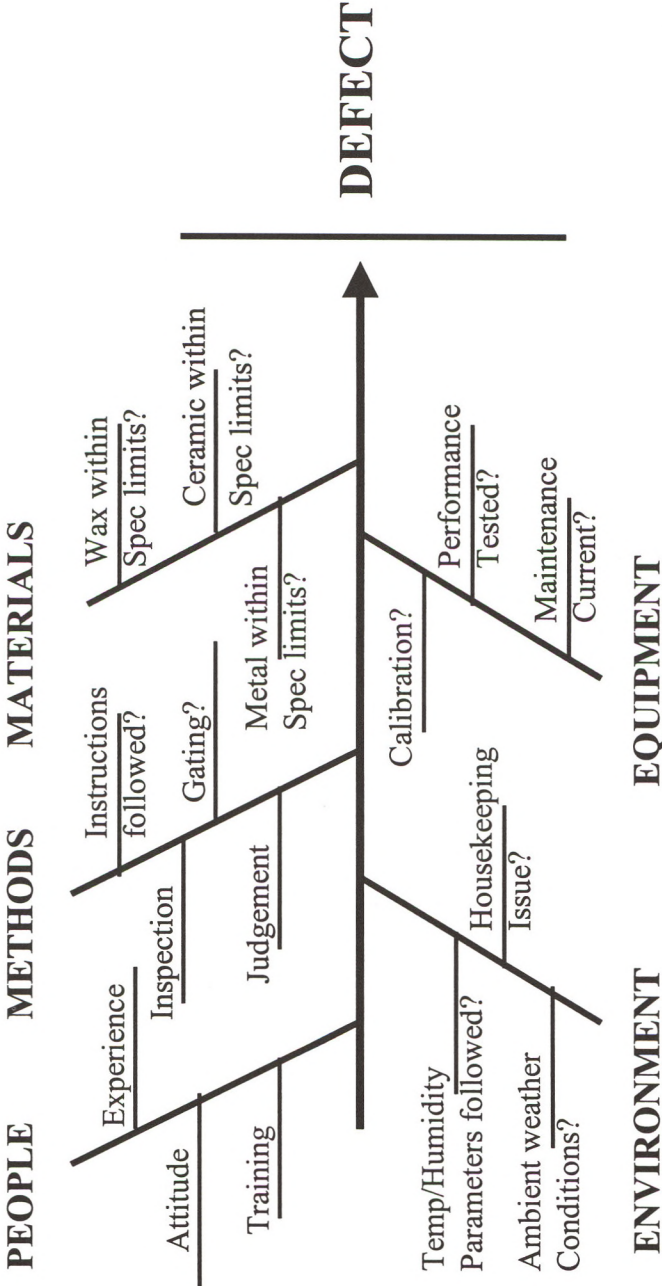 PEOPLE
METHODS
MATERIALS
Experience
Attitude
Training
Instructions
followed?
Inspection
Gating?
Judgement
Wax within
Spec limits?
Ceramic within
Spec limits?
Metal within
Spec limits?
DEFECT
Temp/Humidity
Parameters followed?
Housekeeping
Issue?
Ambient weather
Conditions?
Calibration?
Performance
Tested?
Maintenance
Current?
ENVIRONMENT
EQUIPMENT